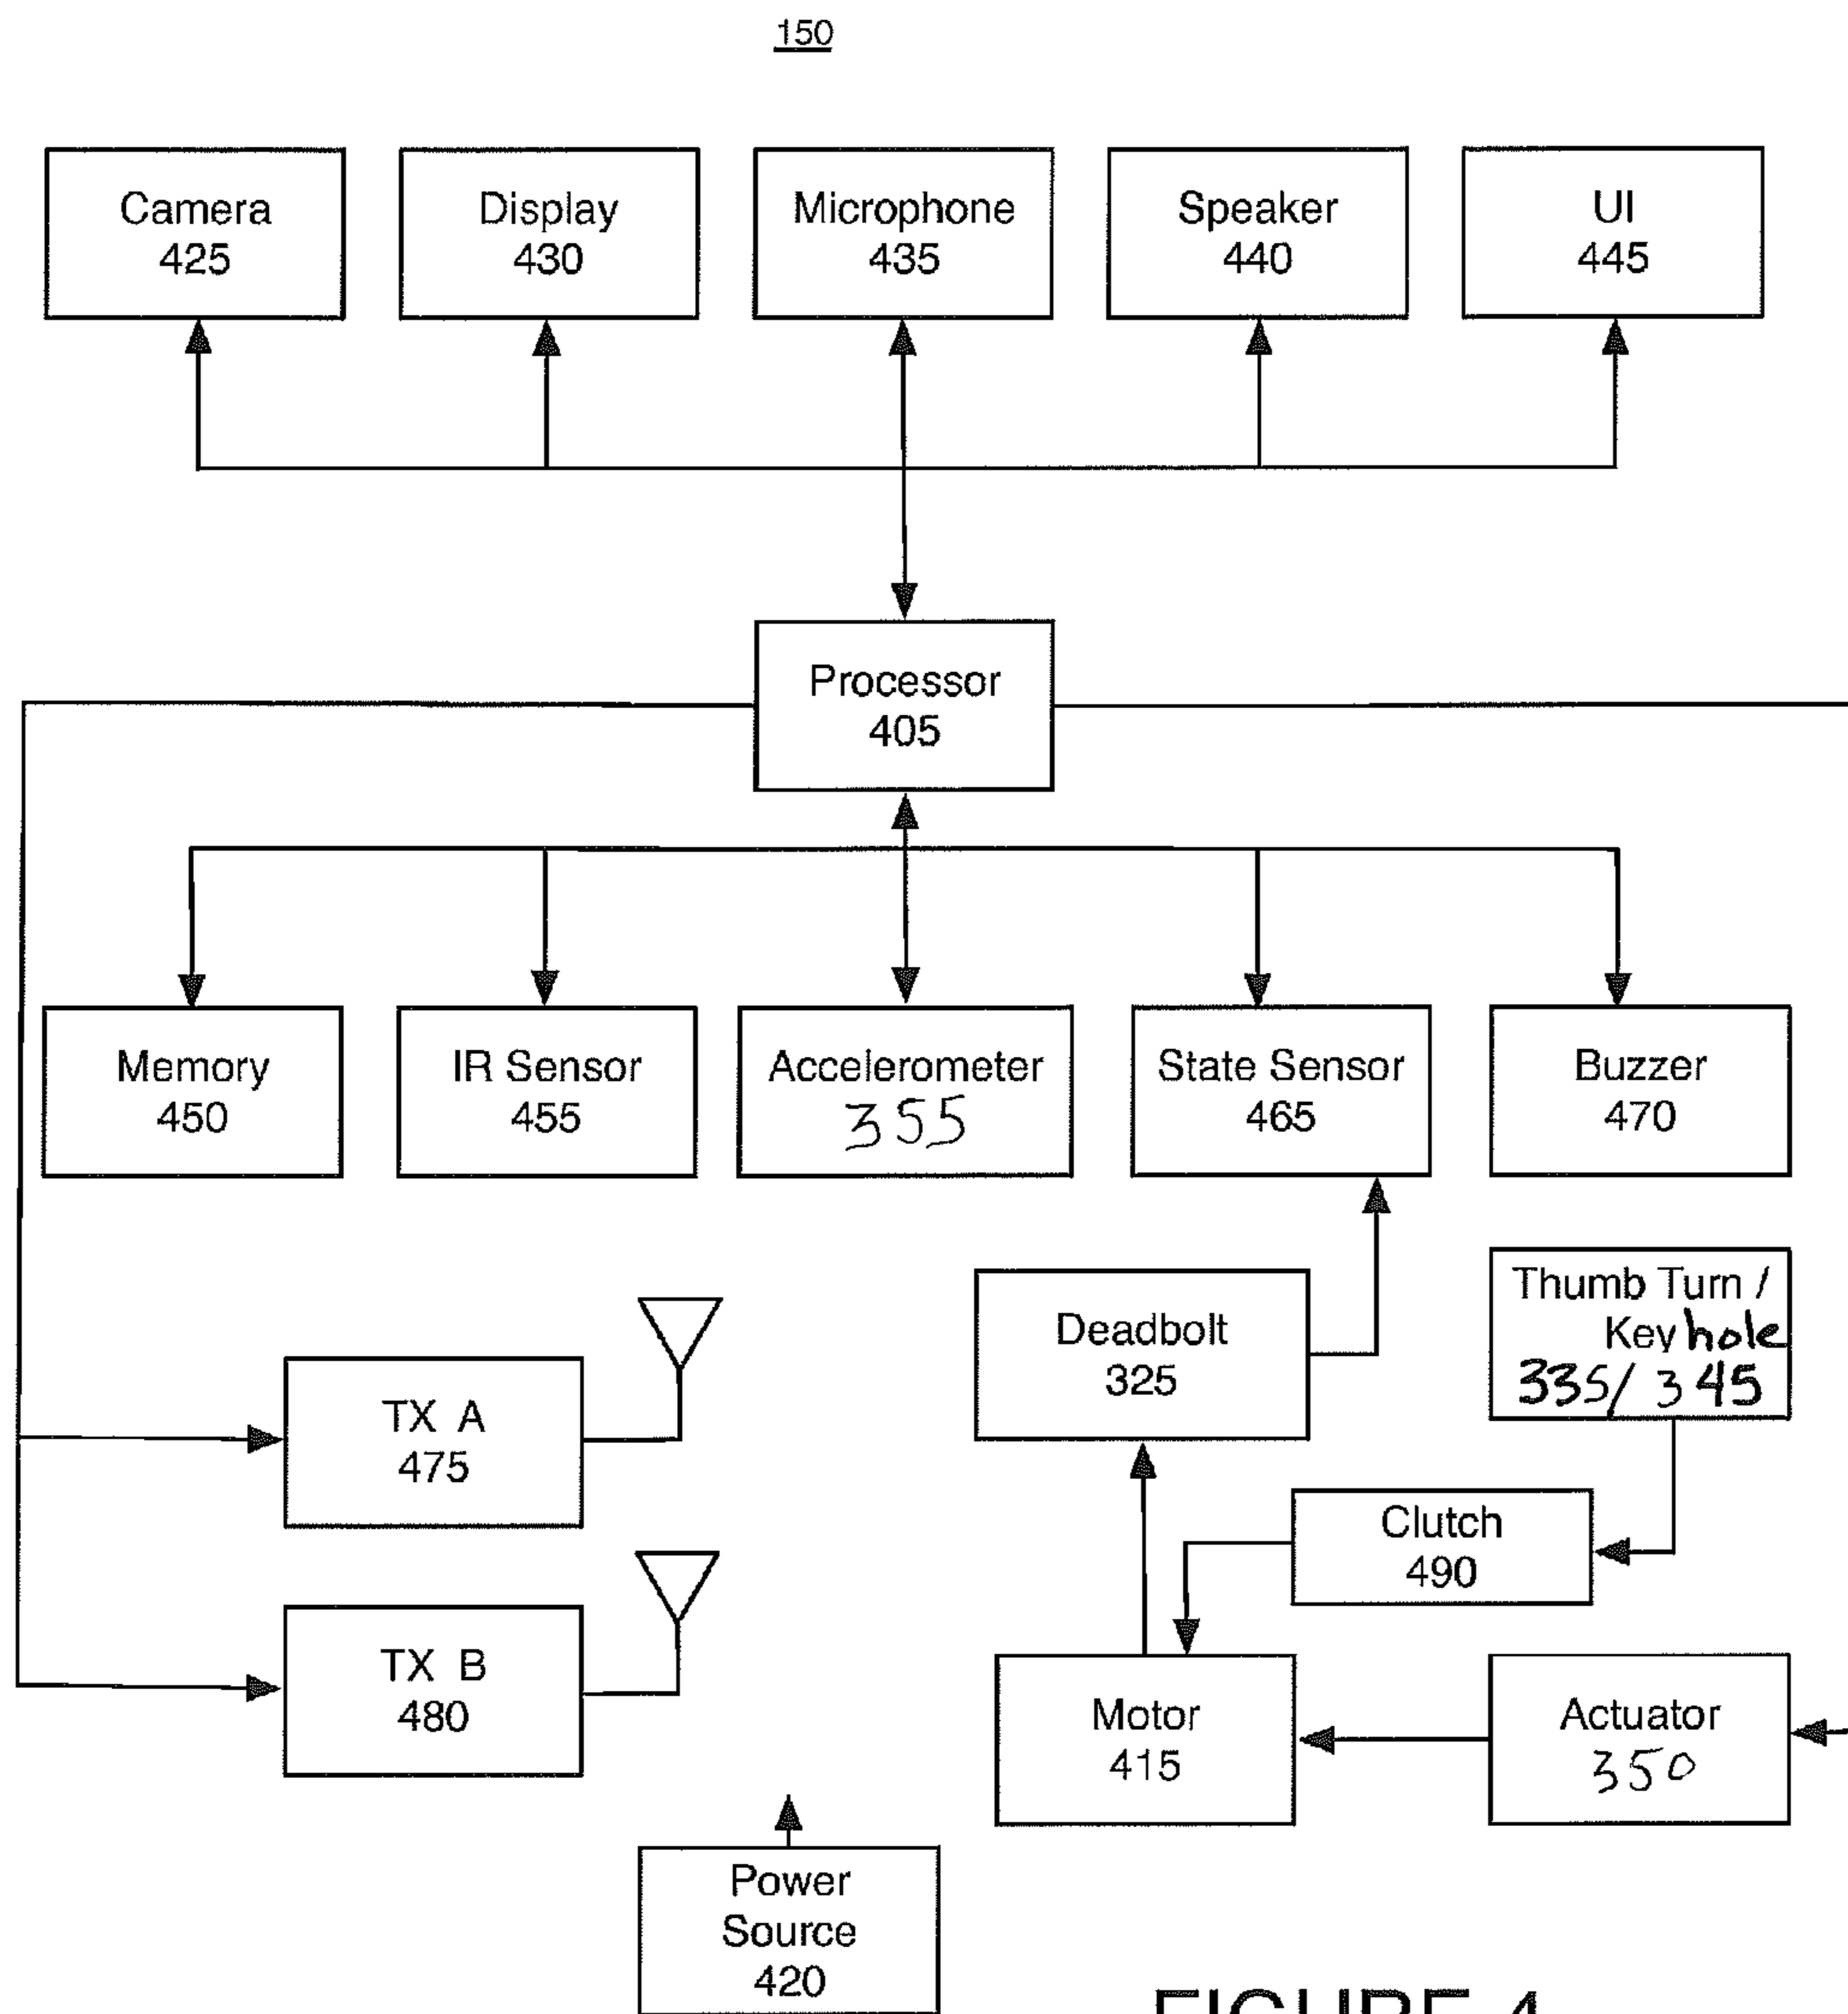 150
Camera
425
Display
430
Microphone
435
Speaker
440
UI
445
Processor
405
Memory
450
IR Sensor
455
Accelerometer
355
State Sensor
465
Buzzer
470
Deadbolt
325
Thumb Turn /
Key hole
335/345
TX A
475
Clutch
490
TX B
480
Motor
415
Actuator
350
Power
Source
420
FIGURE 4